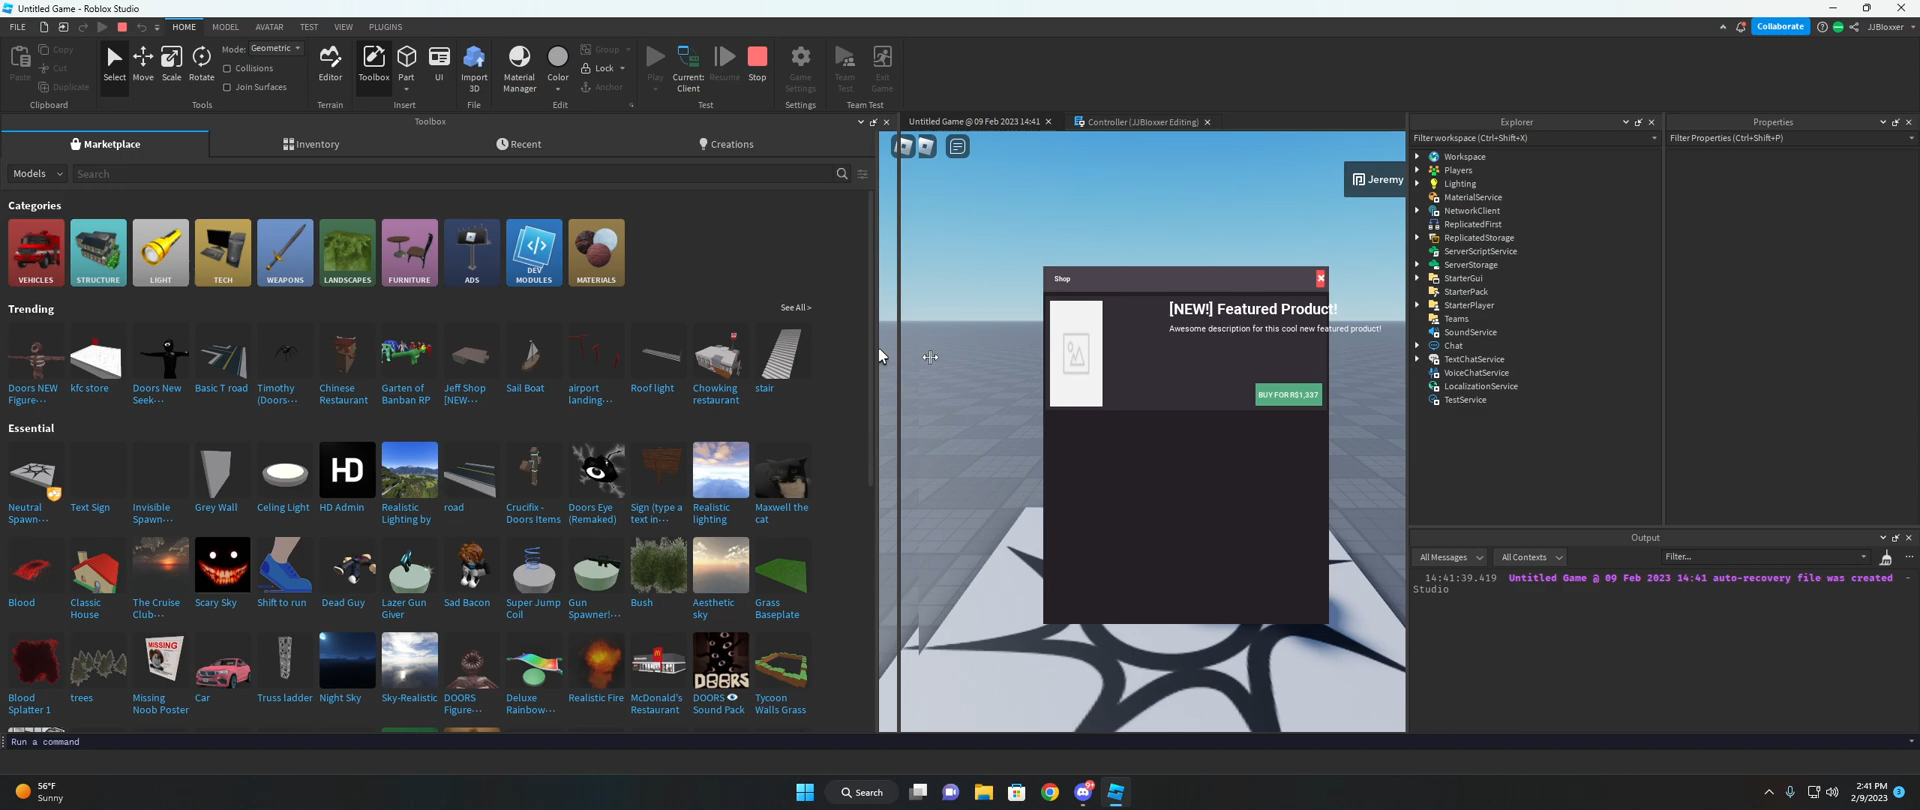 Untitled Game - Roblox Studio
FILE HOME MODEL AVATAR TEST VIEW PLUGINS
Collaborate JJBloxxer
Paste Copy Cut Duplicate
Select Move Scale Rotate
Mode: Geometric
Collisions
Join Surfaces
Editor Toolbox Part UI Import 3D Material Manager Color
Group
Lock
Anchor
Play Current: Client Resume Stop Game Settings Team Test Exit Game
Clipboard Tools Terrain Insert File Edit Test Settings Team Test
Toolbox
Marketplace Inventory Recent Creations
Models Search
Categories
VEHICLES STRUCTURE LIGHT TECH WEAPONS LANDSCAPES FURNITURE ADS DEV MODULES MATERIALS
Trending See All >
Doors NEW Figure··· kfc store Doors New Seek··· Basic T road Timothy (Doors··· Chinese Restaurant Garten of Banban RP Jeff Shop [NEW··· Sail Boat airport landing··· Roof light Chowking restaurant stair
Essential
HD
Neutral Spawn··· Text Sign Invisible Spawn··· Grey Wall Celing Light HD Admin Realistic Lighting by road Crucifix - Doors Items Doors Eye (Remaked) Sign (type a text in··· Realistic lighting Maxwell the cat
Blood Classic House The Cruise Club··· Scary Sky Shift to run Dead Guy Lazer Gun Giver Sad Bacon Super Jump Coil Gun Spawner!··· Bush Aesthetic sky Grass Baseplate
MISSING
DOORS
Blood Splatter 1 trees Missing Noob Poster Car Truss ladder Night Sky Sky-Realistic DOORS Figure··· Deluxe Rainbow··· Realistic Fire McDonald's Restaurant DOORS Sound Pack Tycoon Walls Grass
Untitled Game @ 09 Feb 2023 14:41
Controller (JJBloxxer Editing)
Jeremy
Shop
[NEW!] Featured Product!
Awesome description for this cool new featured product!
BUY FOR R$1,337
Explorer
Filter workspace (Ctrl+Shift+X)
Workspace
Players
Lighting
MaterialService
NetworkClient
ReplicatedFirst
ReplicatedStorage
ServerScriptService
ServerStorage
StarterGui
StarterPack
StarterPlayer
Teams
SoundService
Chat
TextChatService
VoiceChatService
LocalizationService
TestService
Properties
Filter Properties (Ctrl+Shift+P)
Output
All Messages All Contexts Filter...
14:41:39.419 Untitled Game @ 09 Feb 2023 14:41 auto-recovery file was created -
Studio
Run a command
56°F
Sunny
Search
2:41 PM
2/9/2023
3